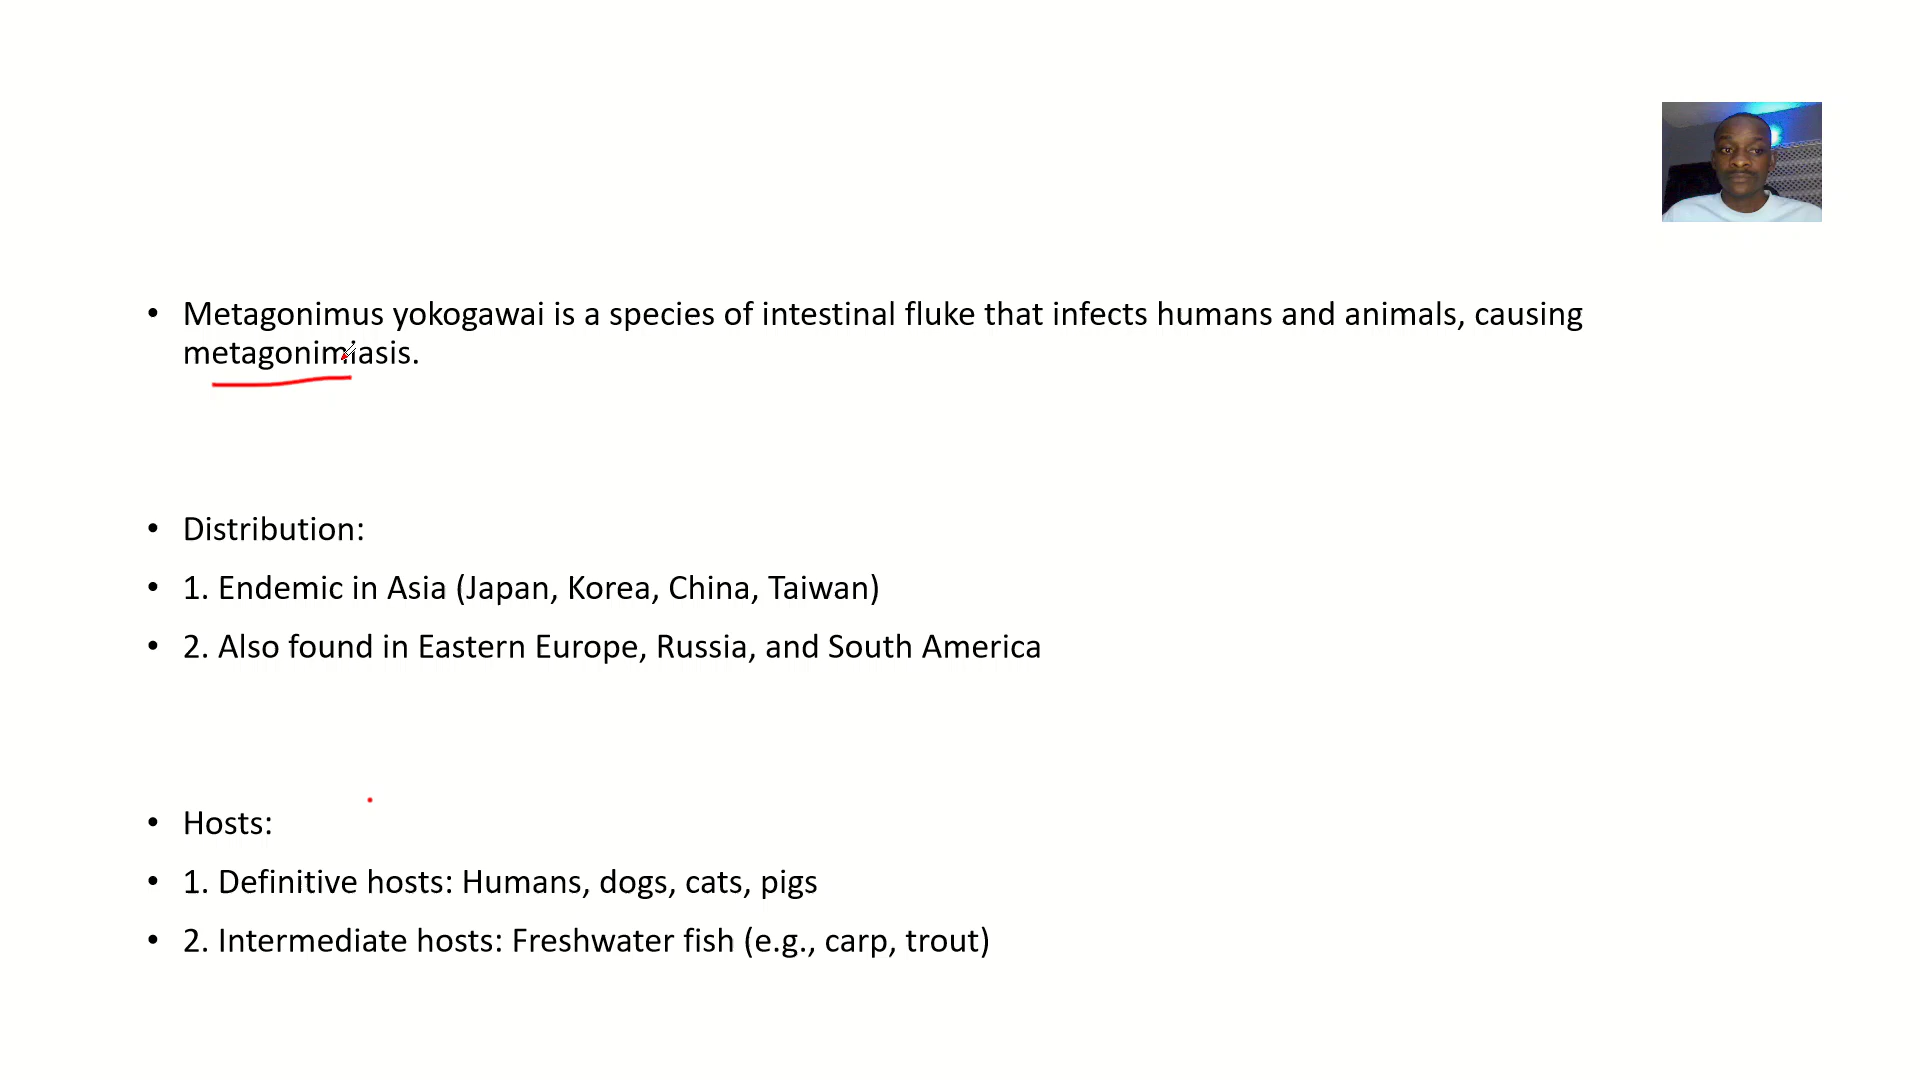 • Metagonimus yokogawai is a species of intestinal fluke that infects humans and animals, causing
metagonimiasis.
• Distribution:
• 1. Endemic in Asia (Japan, Korea, China, Taiwan)
• 2. Also found in Eastern Europe, Russia, and South America
• Hosts:
• 1. Definitive hosts: Humans, dogs, cats, pigs
• 2. Intermediate hosts: Freshwater fish (e.g., carp, trout)